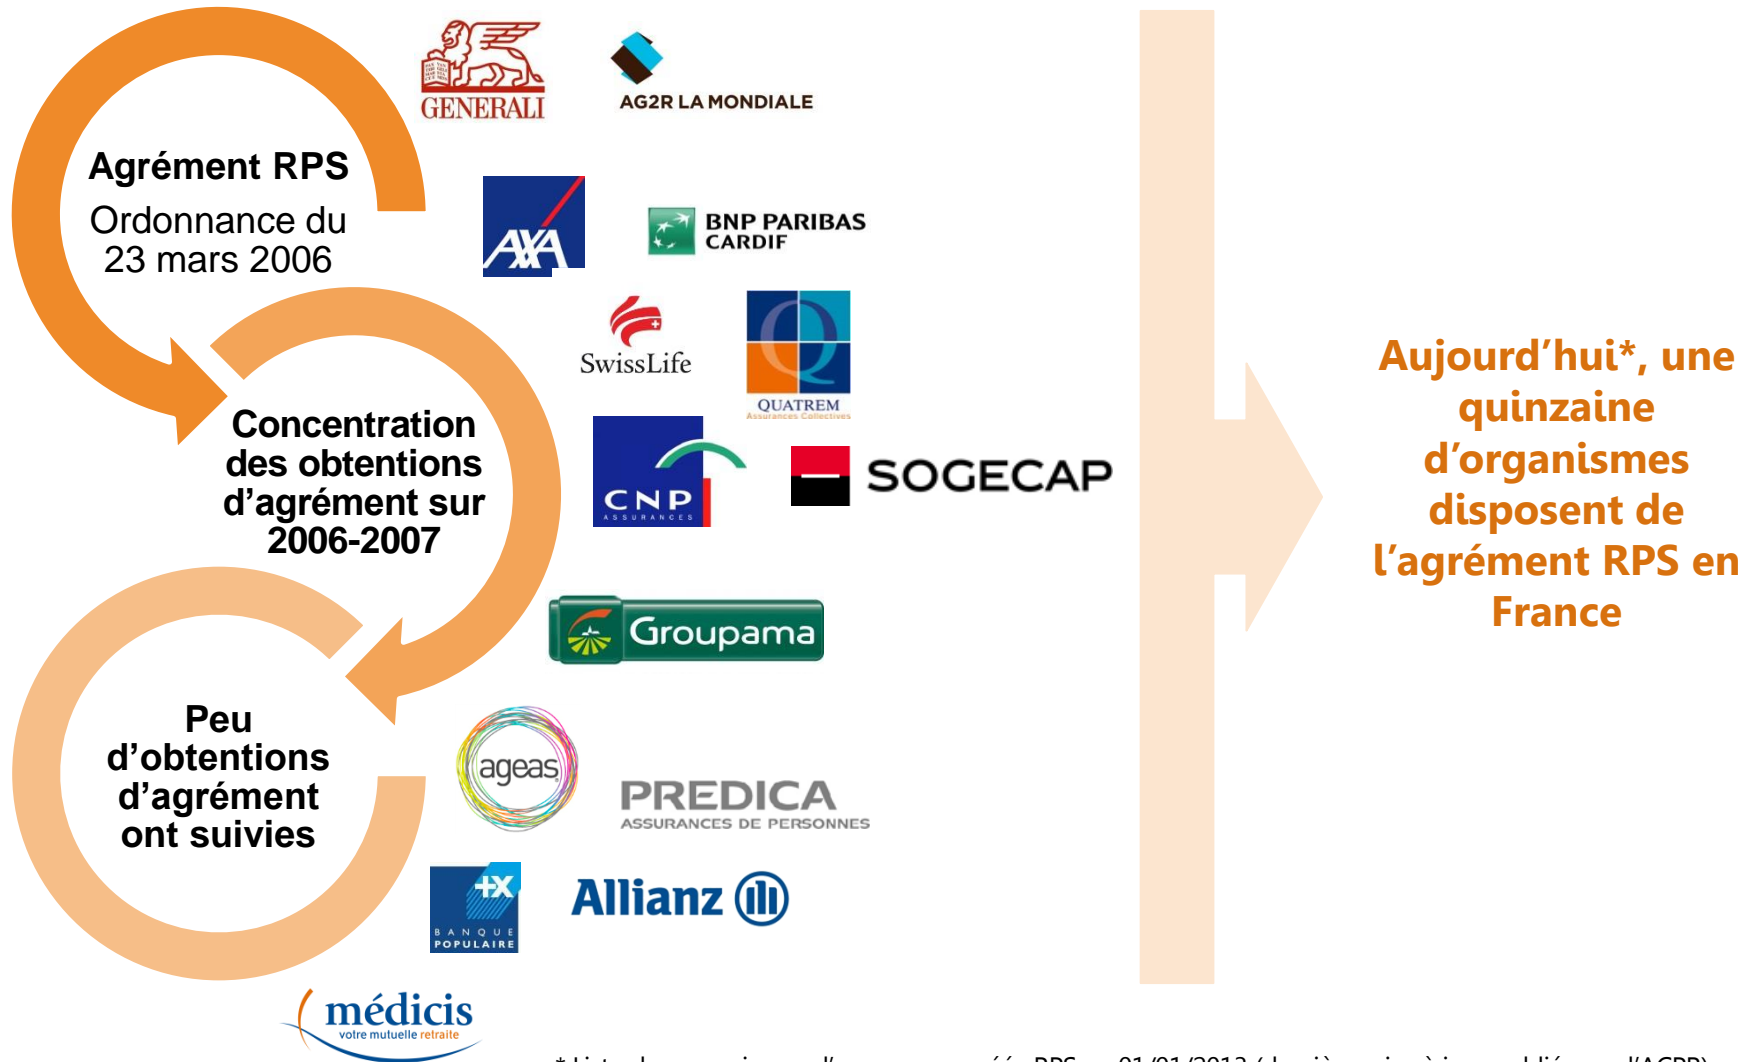 GENERALI
AG2R LA MONDIALE
Agrément RPS
Ordonnance du
23 mars 2006
AXA
BNP PARIBAS
CARDIF
SwissLife
QUATREM
Assurances Collectives
Concentration
des obtentions
d’agrément sur
2006-2007
CNP
ASSURANCES
SOGECAP
Groupama
Peu
d’obtentions
d’agrément
ont suivies
ageas
PREDICA
ASSURANCES DE PERSONNES
BANQUE
POPULAIRE
Allianz
médicis
votre mutuelle retraite
Aujourd’hui*, une
quinzaine
d’organismes
disposent de
l’agrément RPS en
France